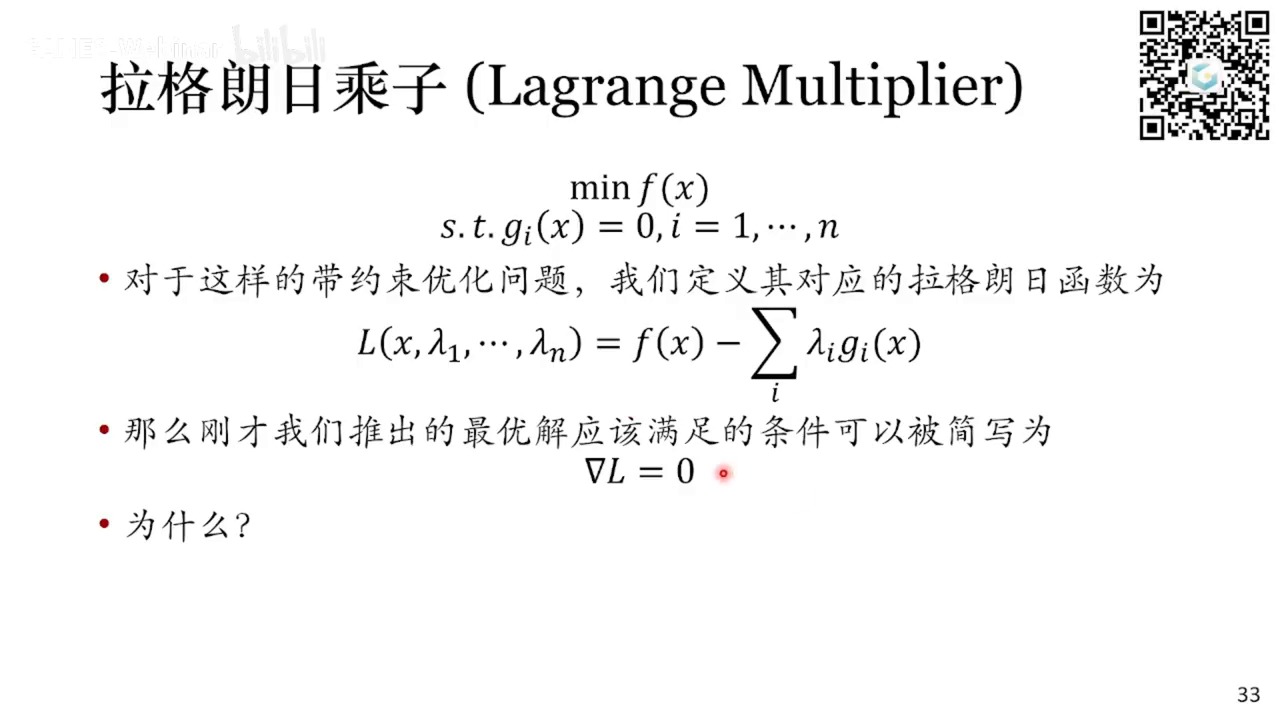 bilibili
拉格朗日乘子 (Lagrange Multiplier)
min f(x)
s.t. g_i(x) = 0, i = 1, ⋯, n
• 对于这样的带约束优化问题，我们定义其对应的拉格朗日函数为
L(x, λ_1, ⋯, λ_n) = f(x) − ∑_i λ_i g_i(x)
• 那么刚才我们推出的最优解应该满足的条件可以被简写为
∇L = 0
• 为什么？
33